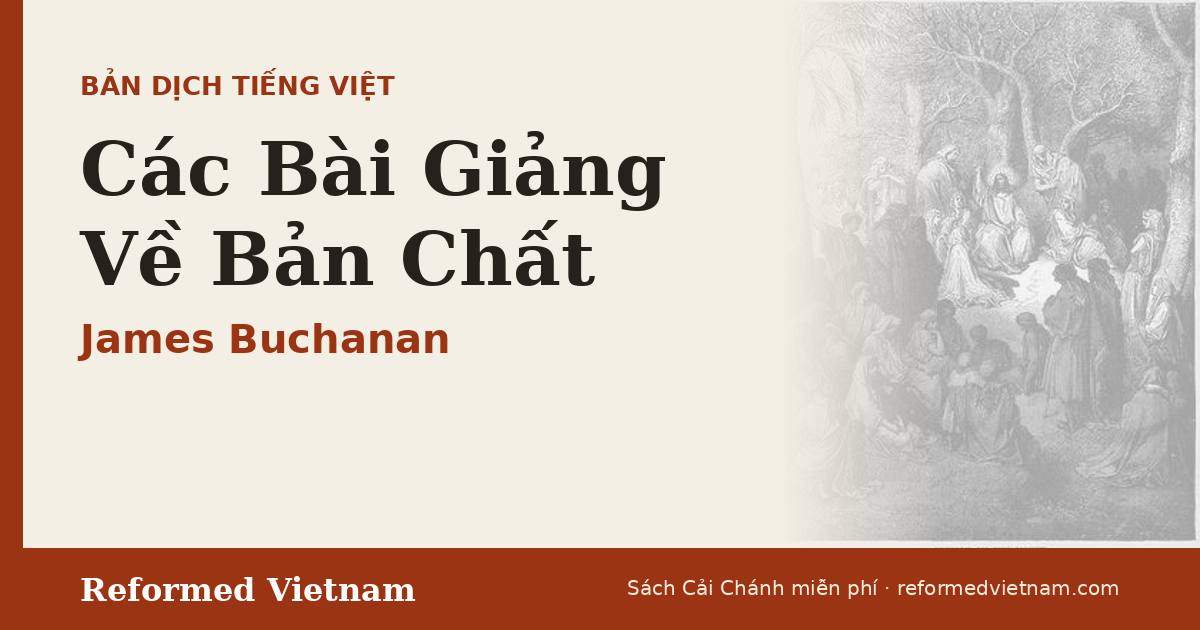 BẢN DỊCH TIẾNG VIỆT
Các Bài Giảng
Về Bản Chất
James Buchanan
Reformed Vietnam
Sách Cải Chánh miễn phí · reformedvietnam.com